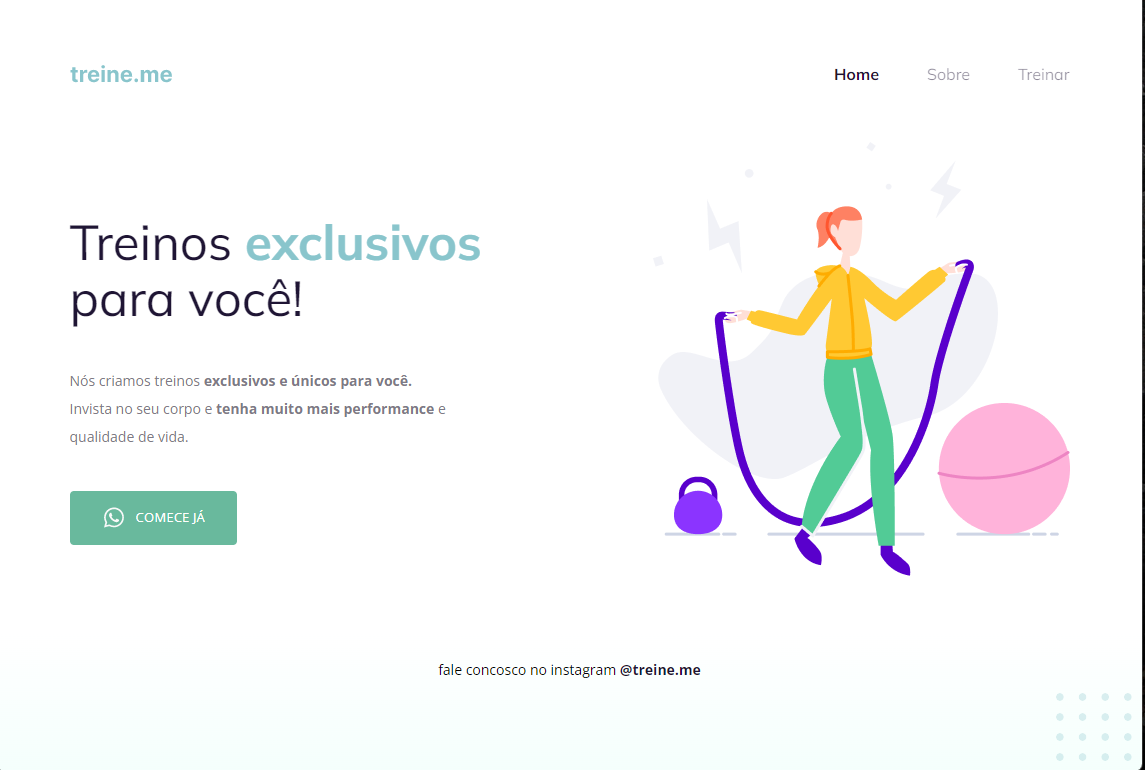 treine.me
Home Sobre Treinar
Treinos exclusivos
para você!
Nós criamos treinos exclusivos e únicos para você.
Invista no seu corpo e tenha muito mais performance e
qualidade de vida.
COMECE JÁ
fale concosco no instagram @treine.me